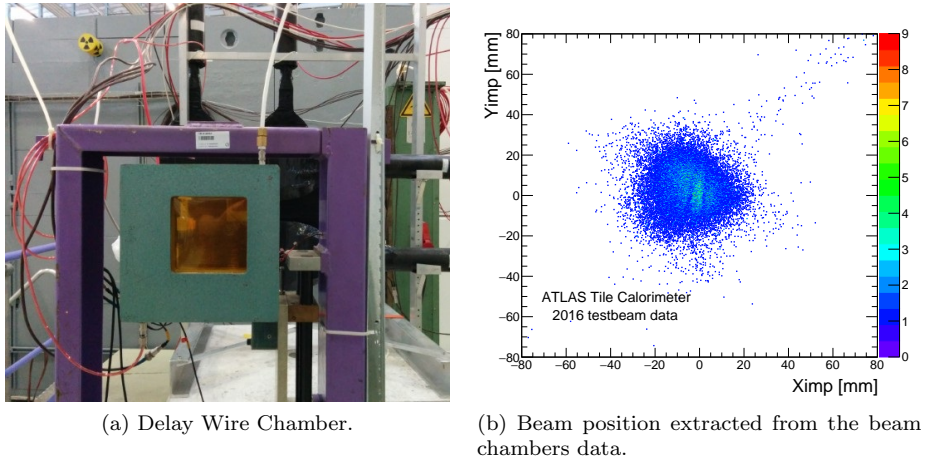 80
60
40
20
0
−20
−40
−60
−80
Yimp [mm]
ATLAS Tile Calorimeter
2016 testbeam data
−80 −60 −40 −20 0 20 40 60 80
Ximp [mm]
9
8
7
6
5
4
3
2
1
0
(a) Delay Wire Chamber.
(b) Beam position extracted from the beam
chambers data.